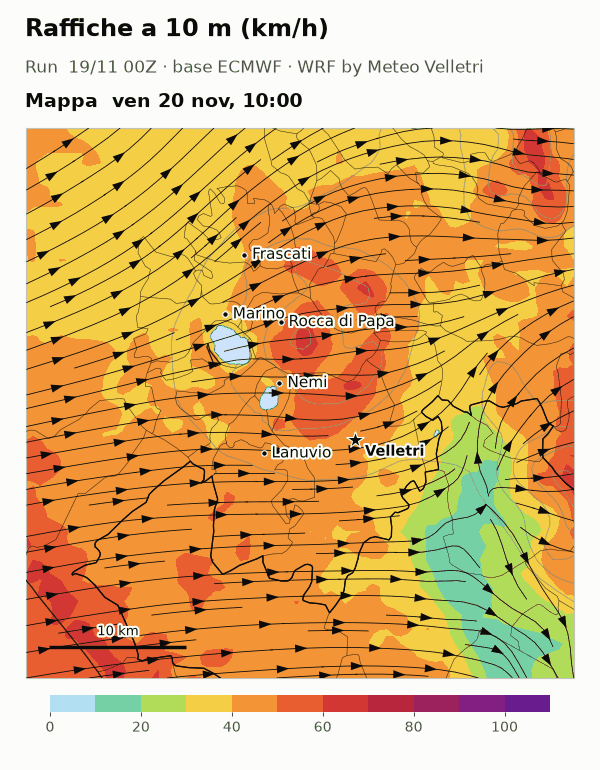 Raffiche a 10 m (km/h)
Run  19/11 00Z · base ECMWF · WRF by Meteo Velletri
Mappa  ven 20 nov, 10:00
Frascati
Marino
Rocca di Papa
Nemi
Velletri
Lanuvio
10 km
0 20 40 60 80 100